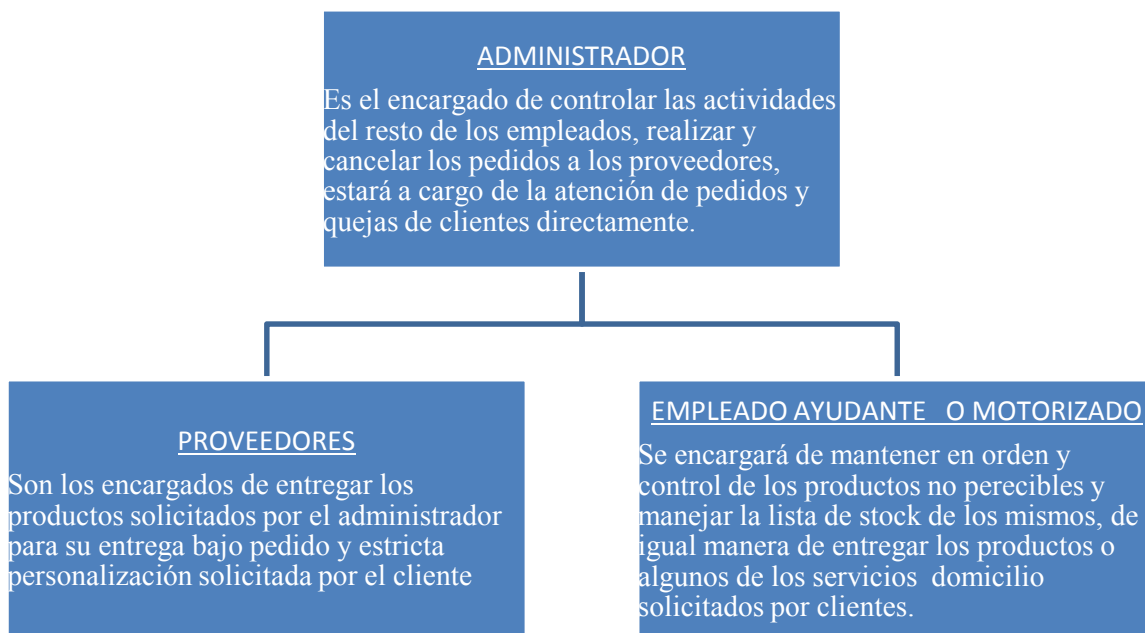 ADMINISTRADOR
Es el encargado de controlar las actividades
del resto de los empleados, realizar y
cancelar los pedidos a los proveedores,
estará a cargo de la atención de pedidos y
quejas de clientes directamente.
PROVEEDORES
Son los encargados de entregar los
productos solicitados por el administrador
para su entrega bajo pedido y estricta
personalización solicitada por el cliente
EMPLEADO AYUDANTE O MOTORIZADO
Se encargará de mantener en orden y
control de los productos no perecibles y
manejar la lista de stock de los mismos, de
igual manera de entregar los productos o
algunos de los servicios domicilio
solicitados por clientes.